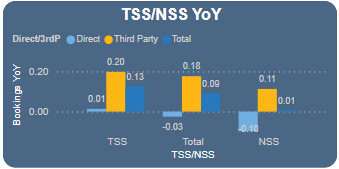 TSS/NSS YoY
Direct/3rdP Direct Third Party Total
Bookings YoY
0.20
0.00
0.01 0.20 0.13
-0.03 0.18 0.09
-0.10 0.11 0.01
TSS Total NSS
TSS/NSS